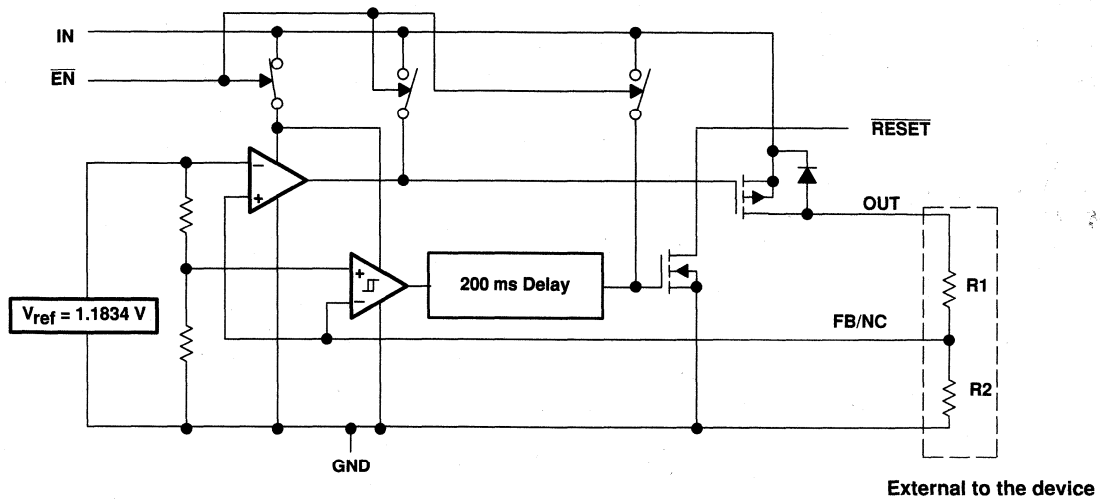 IN
EN
RESET
OUT
200 ms Delay
R1
Vref = 1.1834 V
FB/NC
R2
GND
External to the device
− 
+
+
−